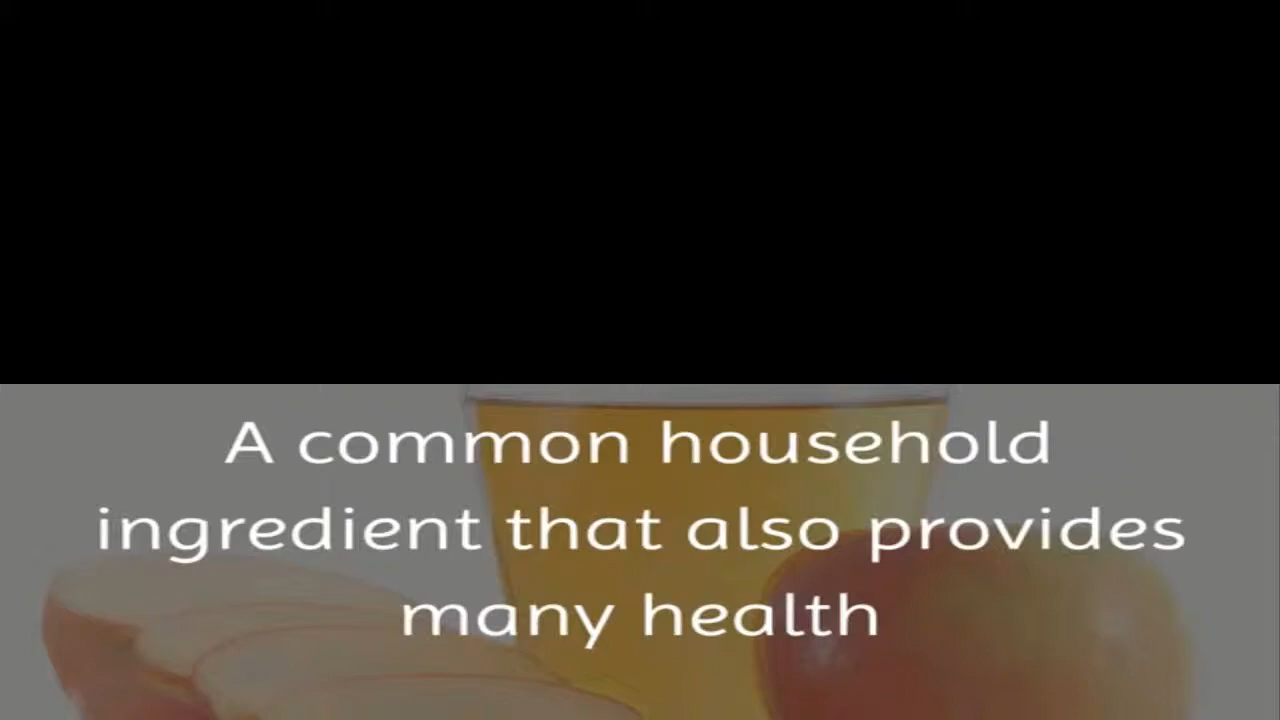 A common household
ingredient that also provides
many health